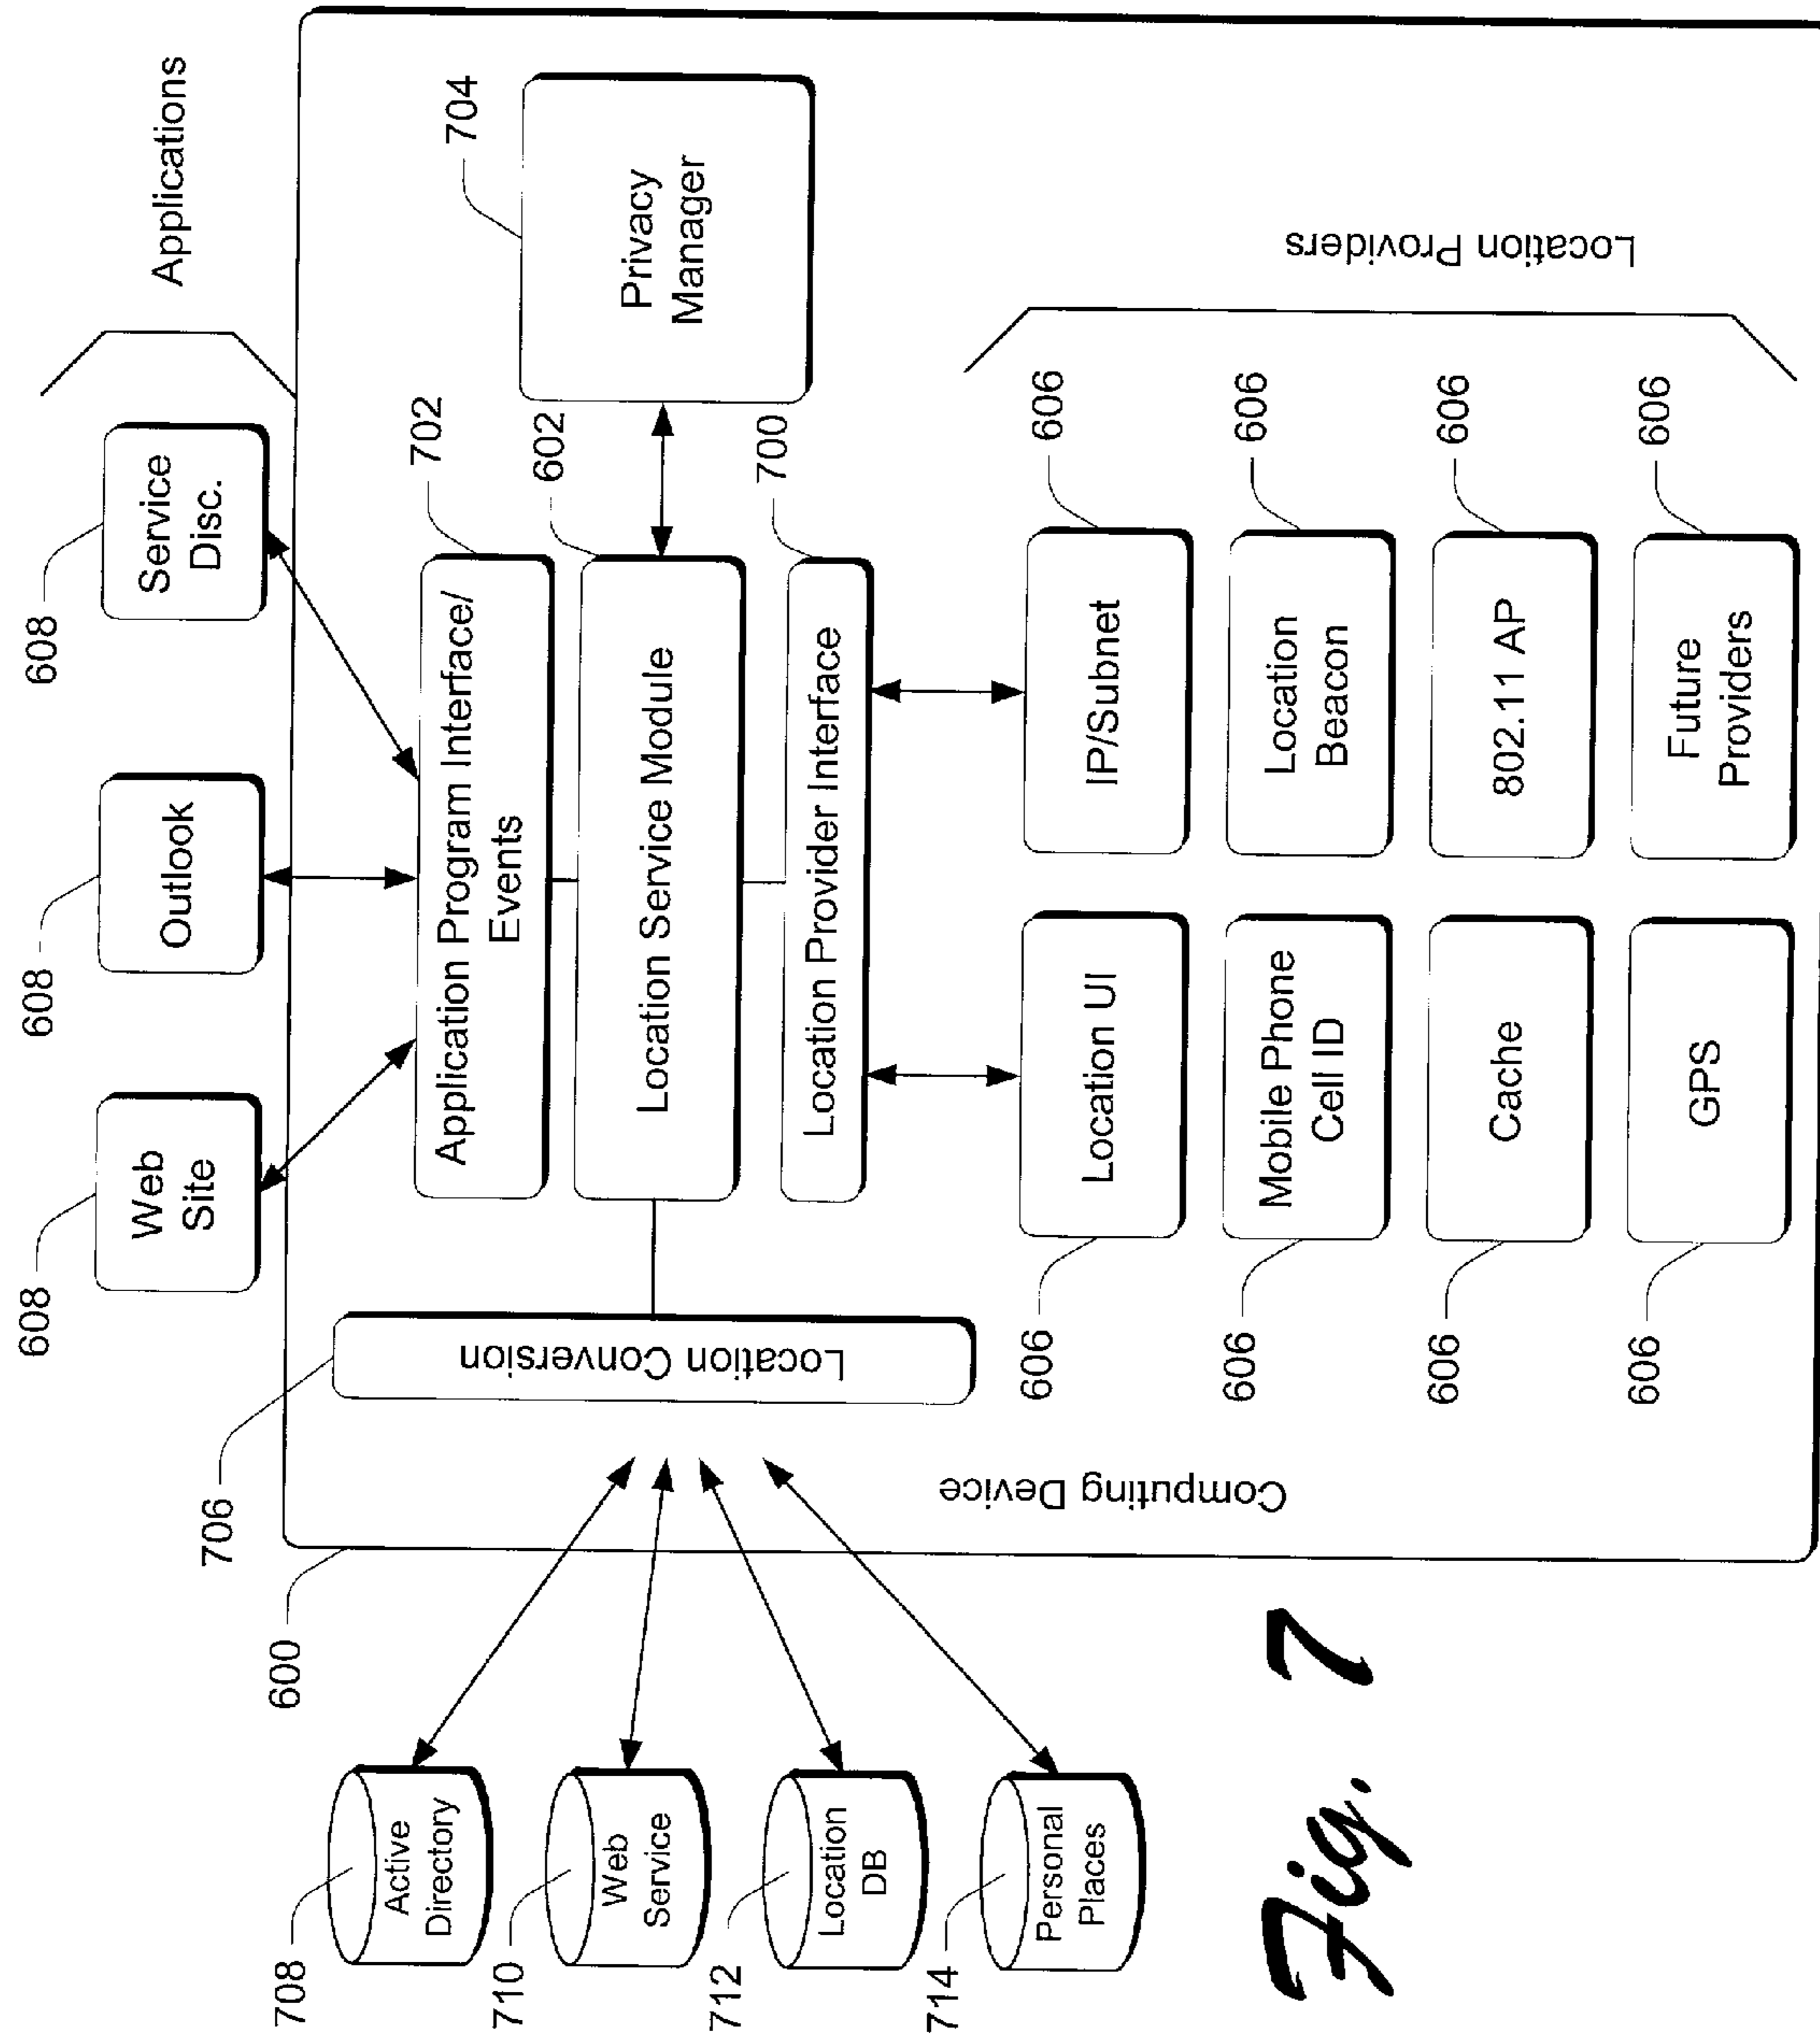 Applications
608
608
608
Web
Site
Outlook
Service
Disc.
600
706
702
704
Application Program Interface/
Events
602
Location Service Module
Privacy
Manager
700
Location Provider Interface
Location Conversion
Computing Device
708
Active
Directory
710
Web
Service
712
Location
DB
714
Personal
Places
Location Providers
606
Location UI
606
IP/Subnet
606
Mobile Phone
Cell ID
606
Location
Beacon
606
Cache
606
802.11 AP
606
GPS
606
Future
Providers
Fig. 7